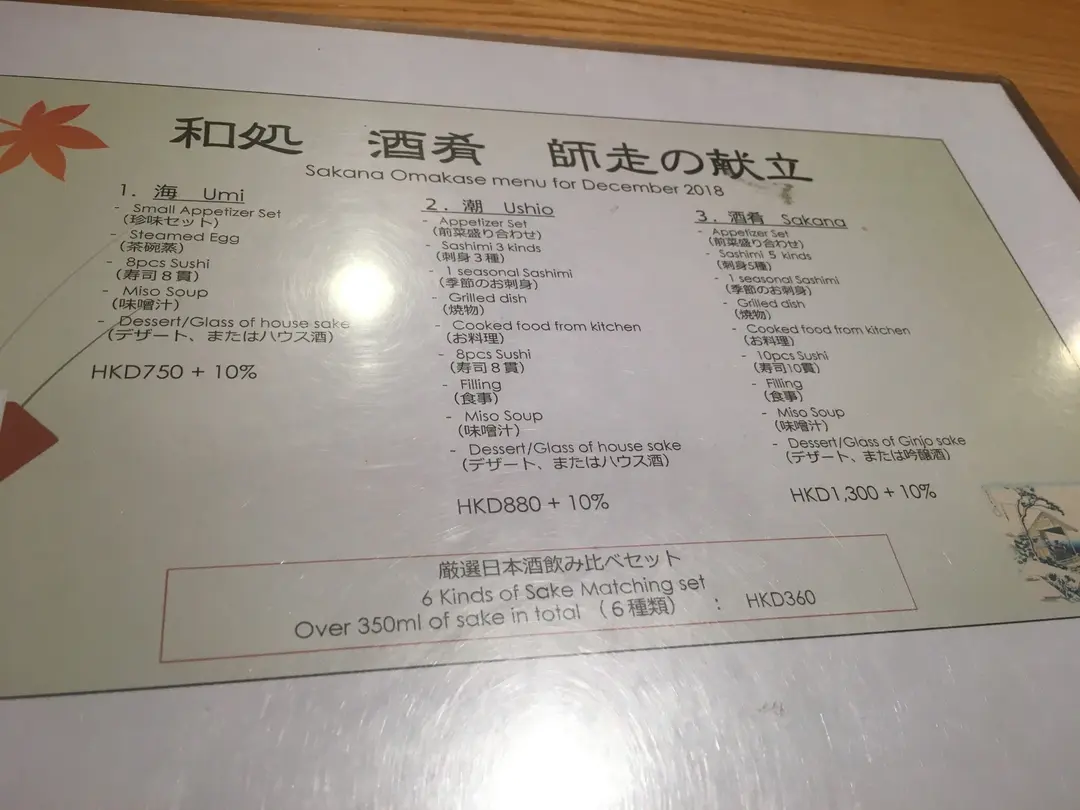 和処 酒肴 師走の献立
Sakana Omakase menu for December 2018
1. 海 Umi
- Small Appetizer Set
(珍味セット)
- Steamed Egg
(茶碗蒸)
- 8pcs Sushi
(寿司８貫)
- Miso Soup
(味噌汁)
- Dessert/Glass of house sake
(デザート、またはハウス酒)
HKD750 + 10%
2. 潮 Ushio
- Appetizer Set
(前菜盛り合わせ)
- Sashimi 3 kinds
(刺身３種)
- 1 seasonal Sashimi
(季節のお刺身)
- Grilled dish
(焼物)
- Cooked food from kitchen
(お料理)
- 8pcs Sushi
(寿司８貫)
- Filling
(食事)
- Miso Soup
(味噌汁)
- Dessert/Glass of house sake
(デザート、またはハウス酒)
HKD880 + 10%
3. 酒肴 Sakana
- Appetizer Set
(前菜盛り合わせ)
- Sashimi 5 kinds
(刺身5種)
- 1 seasonal Sashimi
(季節のお刺身)
- Grilled dish
(焼物)
- Cooked food from kitchen
(お料理)
- 10pcs Sushi
(寿司10貫)
- Filling
(食事)
- Miso Soup
(味噌汁)
- Dessert/Glass of Ginjo sake
(デザート、または吟醸酒)
HKD1,300 + 10%
厳選日本酒飲み比べセット
6 Kinds of Sake Matching set
Over 350ml of sake in total （６種類） ： HKD360